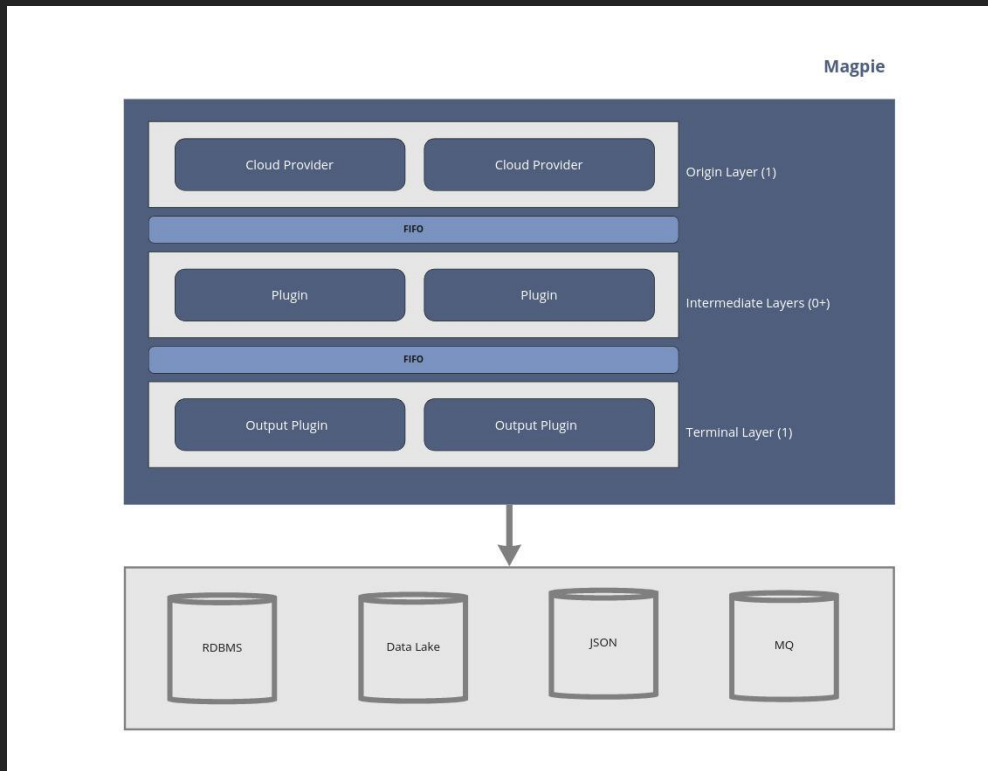 Magpie
Cloud Provider
Cloud Provider
Origin Layer (1)
FIFO
Plugin
Plugin
Intermediate Layers (0+)
FIFO
Output Plugin
Output Plugin
Terminal Layer (1)
RDBMS
Data Lake
JSON
MQ